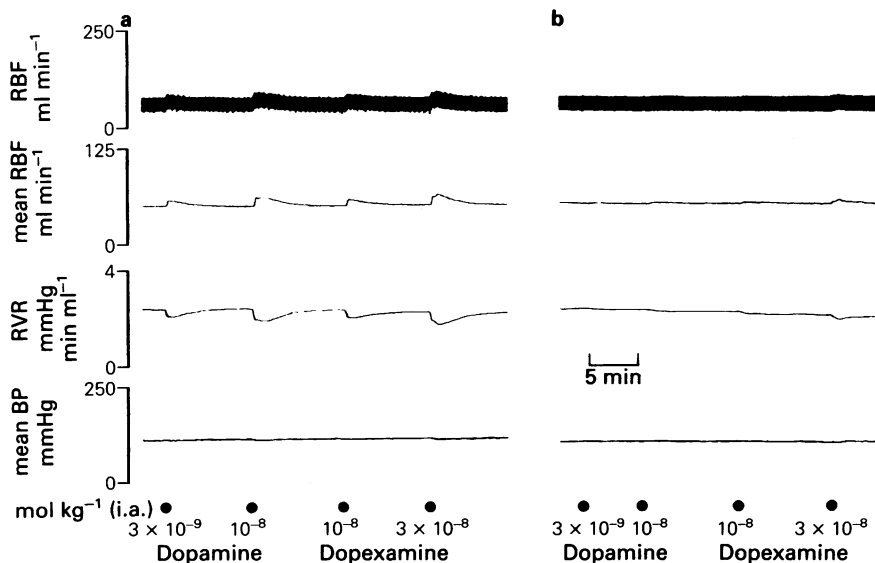 a
b
250
RBF
ml min⁻¹
0
125
mean RBF
ml min⁻¹
0
4
RVR
mmHg
min ml⁻¹
0
5 min
250
mean BP
mmHg
0
mol kg⁻¹ (i.a.)
3 × 10⁻⁹ 10⁻⁸ 10⁻⁸ 3 × 10⁻⁸ 3 × 10⁻⁹ 10⁻⁸ 10⁻⁸ 3 × 10⁻⁸
Dopamine Dopexamine Dopamine Dopexamine